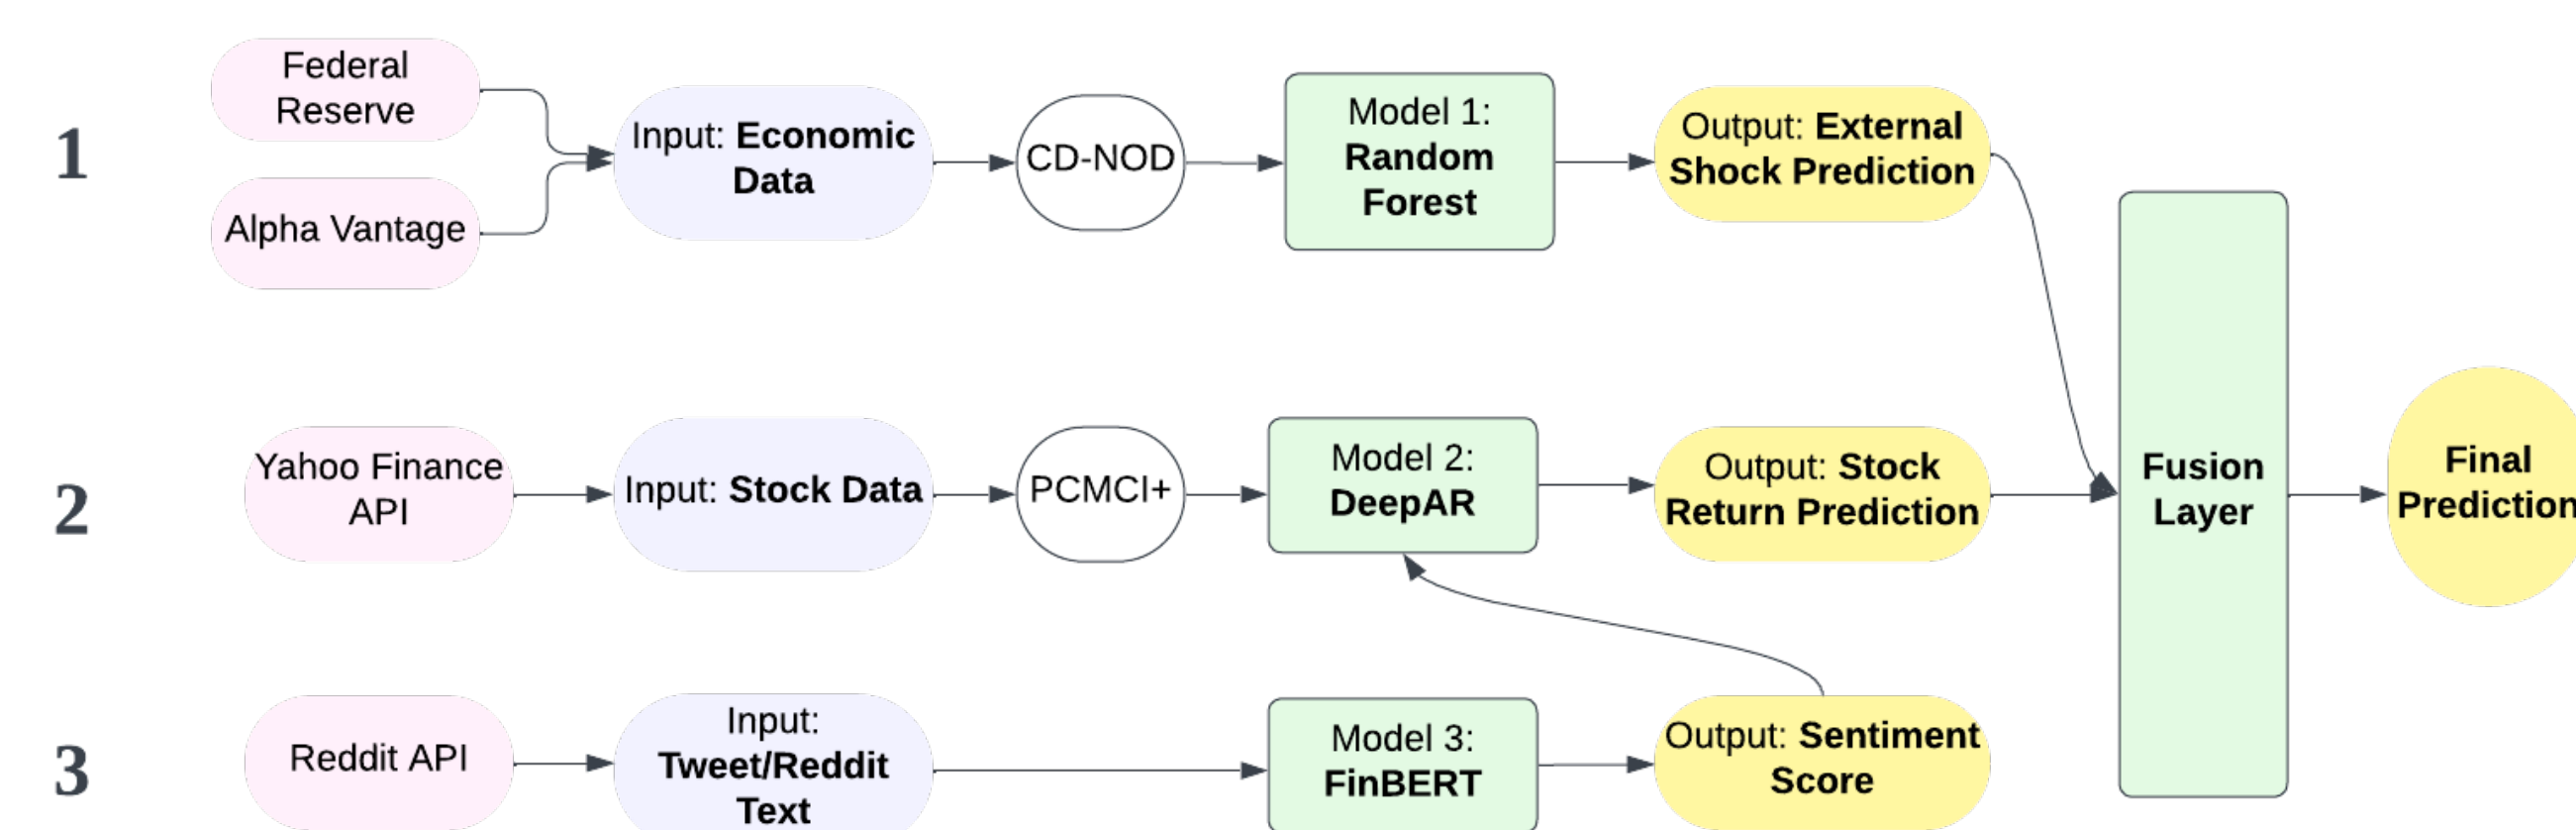 1
Federal
Reserve
Alpha Vantage
Input: Economic
Data
CD-NOD
Model 1:
Random
Forest
Output: External
Shock Prediction
2
Yahoo Finance
API
Input: Stock Data
PCMCI+
Model 2:
DeepAR
Output: Stock
Return Prediction
Fusion
Layer
Final
Prediction
3
Reddit API
Input:
Tweet/Reddit
Text
Model 3:
FinBERT
Output: Sentiment
Score